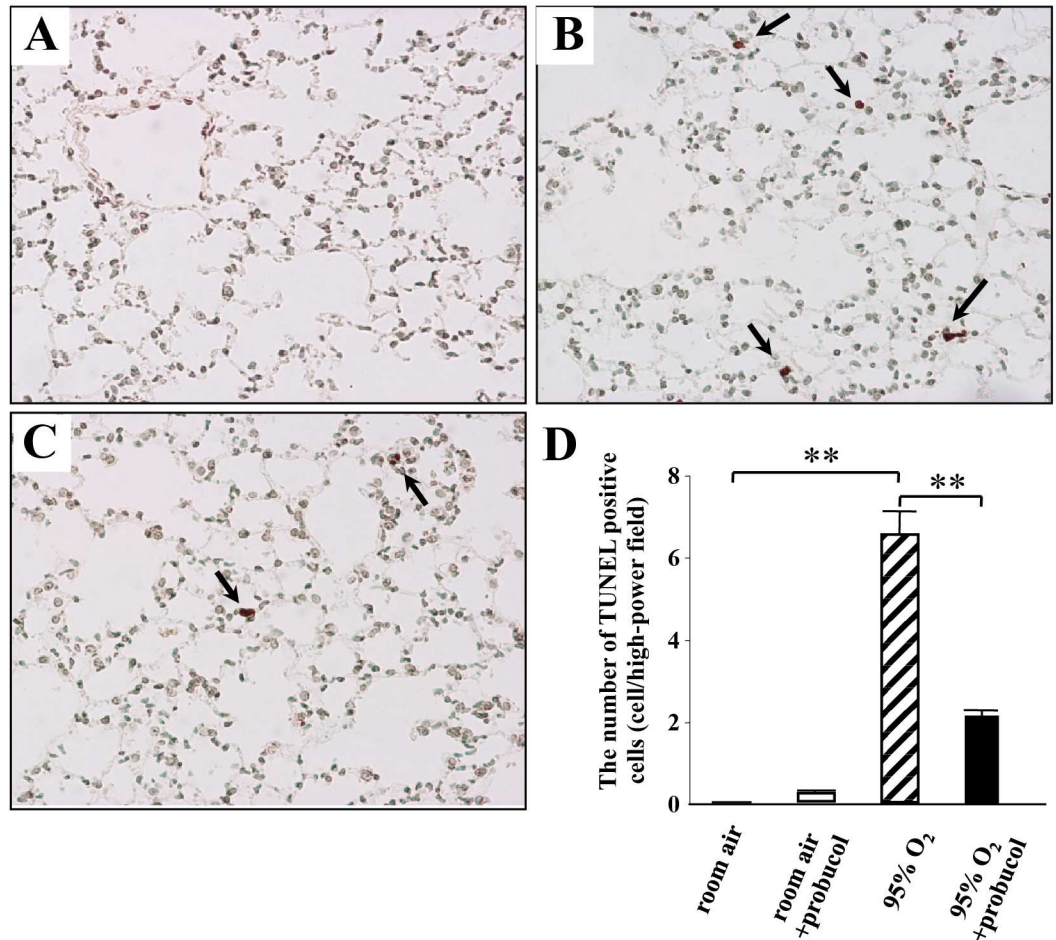 A
B
C
D
The number of TUNEL positive
cells (cell/high-power field)
8
6
4
2
0
**
**
room air
room air
+probucol
95% O₂
95% O₂
+probucol